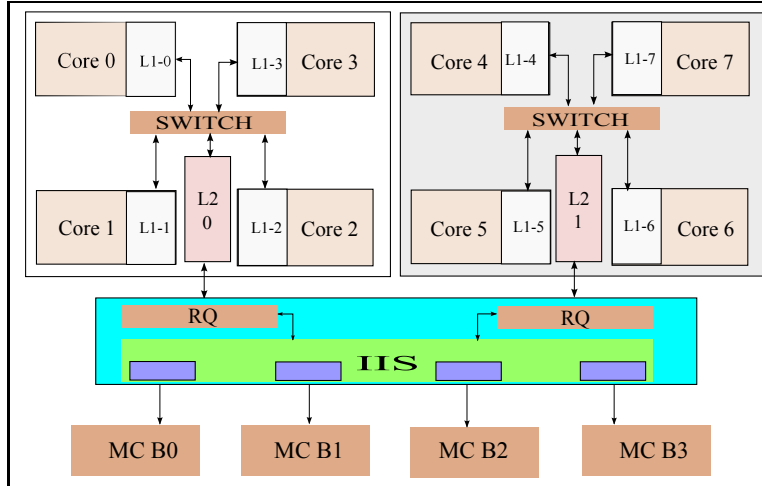 Core 0
L1-0
L1-3
Core 3
SWITCH
Core 1
L1-1
L2
0
L1-2
Core 2
Core 4
L1-4
L1-7
Core 7
SWITCH
Core 5
L1-5
L2
1
L1-6
Core 6
RQ
RQ
IIS
MC B0
MC B1
MC B2
MC B3